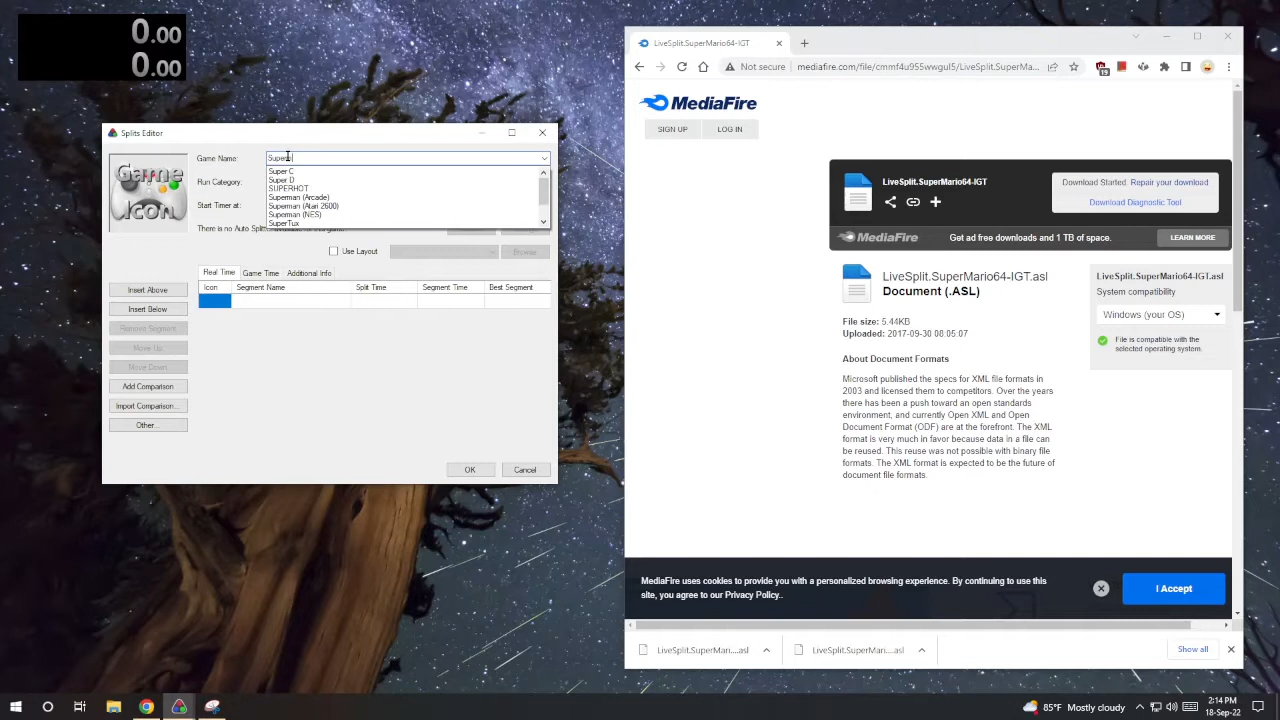 0.00
0.00
Splits Editor
Game Icon
Game Name:
Super C
Super D
SUPERHOT
Superman (Arcade)
Superman (Atari 2600)
Superman (NES)
SuperTux
Run Category:
Start Timer at:
Use Layout
Browse
Real Time
Game Time
Additional Info
Icon
Segment Name
Split Time
Segment Time
Best Segment
Insert Above
Insert Below
Remove Segment
Move Up
Move Down
Add Comparison
Import Comparison...
Other...
OK
Cancel
LiveSplit.SuperMario64-IGT
Not secure
mediafire.com/file/cmmf4u955wwgul5/LiveSplit.SuperMa...
15
MediaFire
SIGN UP
LOG IN
LiveSplit.SuperMario64-IGT
Download Started. Repair your download
Download Diagnostic Tool
MediaFire
Get ad free downloads and 1 TB of space.
LEARN MORE
LiveSplit.SuperMario64-IGT.asl
Document (.ASL)
File size: 5.44KB
Uploaded: 2017-09-30 08:05:07
About Document Formats
Microsoft published the specs for XML file formats in
2003 and licensed them to competitors. Over the years
there has been a push toward an open standards
environment, and currently Open XML and Open
Document Format (ODF) are at the forefront. The XML
format is very much in favor because data in a file can
be reused. This reuse was not possible with binary file
formats. The XML format is expected to be the future of
document file formats.
LiveSplit.SuperMario64-IGT.asl
System compatibility
Windows (your OS)
File is compatible with the
selected operating system.
MediaFire uses cookies to provide you with a personalized browsing experience. By continuing to use this
site, you agree to our Privacy Policy..
I Accept
LiveSplit.SuperMari....asl
LiveSplit.SuperMari....asl
Show all
85°F Mostly cloudy
2:14 PM
18-Sep-22